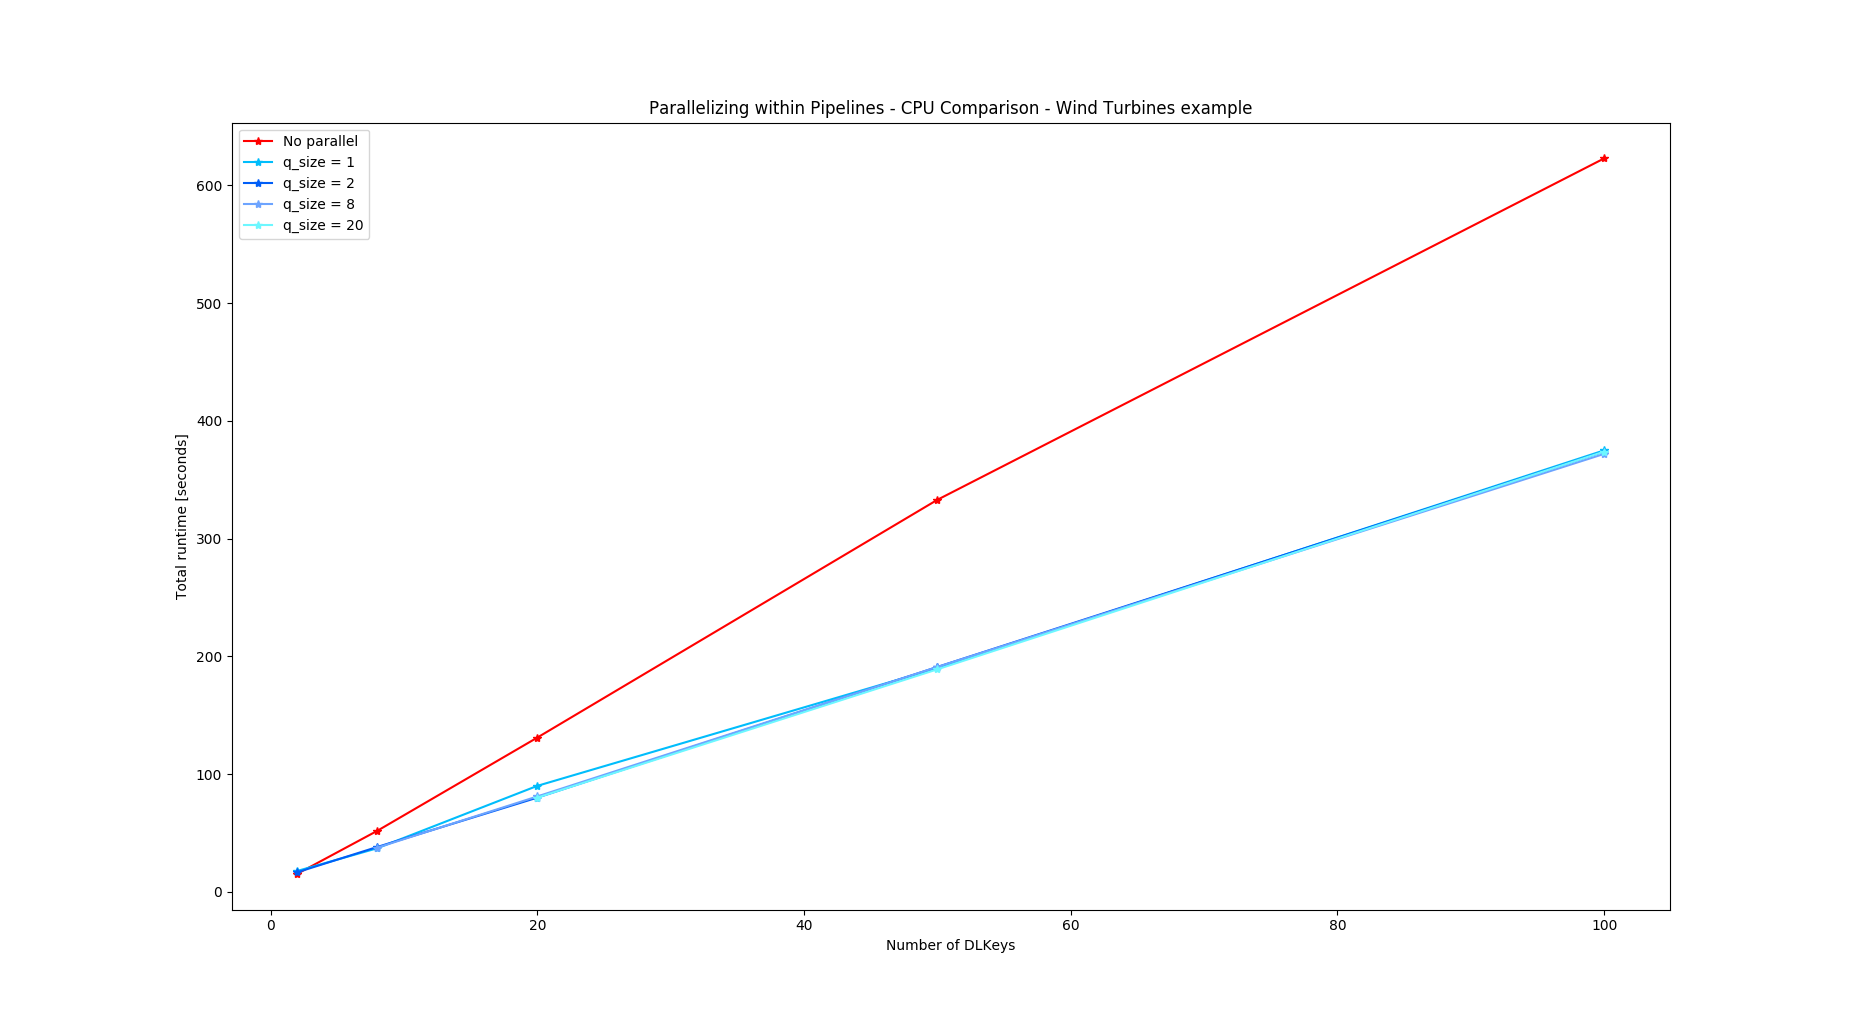 Parallelizing within Pipelines - CPU Comparison - Wind Turbines example
No parallel
q_size = 1
q_size = 2
q_size = 8
q_size = 20
600
500
400
300
200
100
0
Total runtime [seconds]
0 20 40 60 80 100
Number of DLKeys